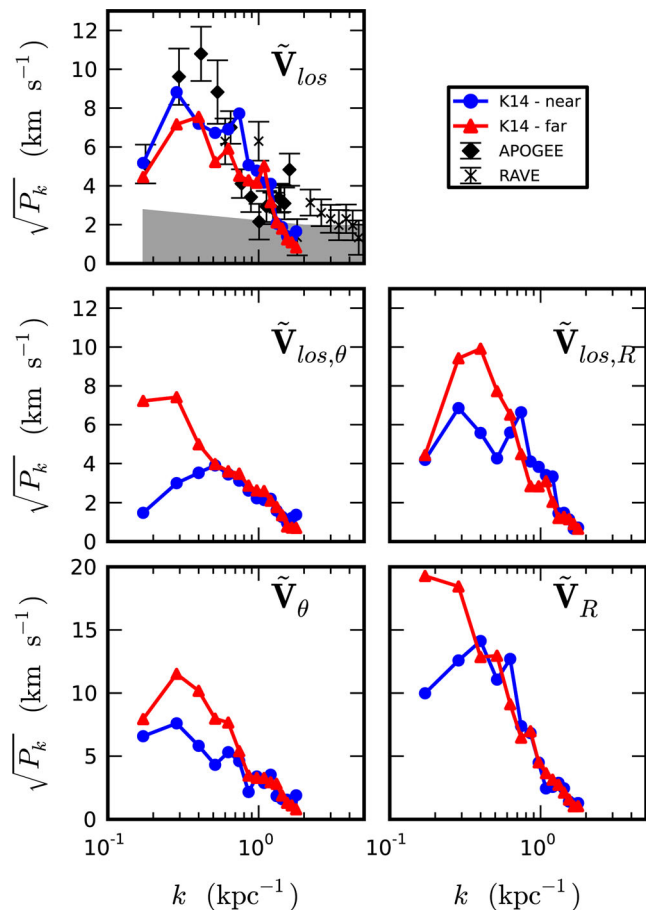 12
10
8
6
4
2
0
√P_k (km s⁻¹)
Ṽ_los
K14 - near
K14 - far
APOGEE
RAVE
12
10
8
6
4
2
0
√P_k (km s⁻¹)
Ṽ_los,θ
Ṽ_los,R
20
15
10
5
0
√P_k (km s⁻¹)
Ṽ_θ
Ṽ_R
10⁻¹ 10⁰ 10⁻¹ 10⁰
k (kpc⁻¹) k (kpc⁻¹)